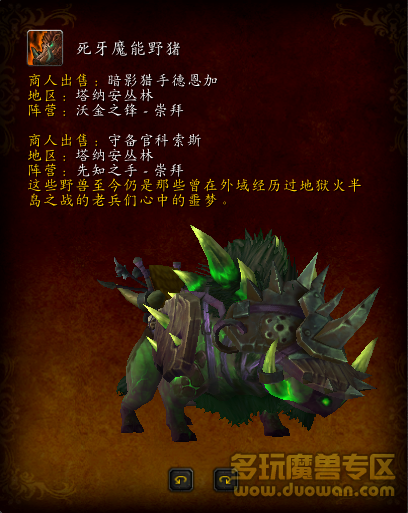 死牙魔能野猪
商人出售：暗影猎手德恩加
地区：塔纳安丛林
阵营：沃金之锋 - 崇拜
商人出售：守备官科索斯
地区：塔纳安丛林
阵营：先知之手 - 崇拜
这些野兽至今仍是那些曾在外域经历过地狱火半
岛之战的老兵们心中的噩梦。
多玩魔兽专区
www.duowan.com